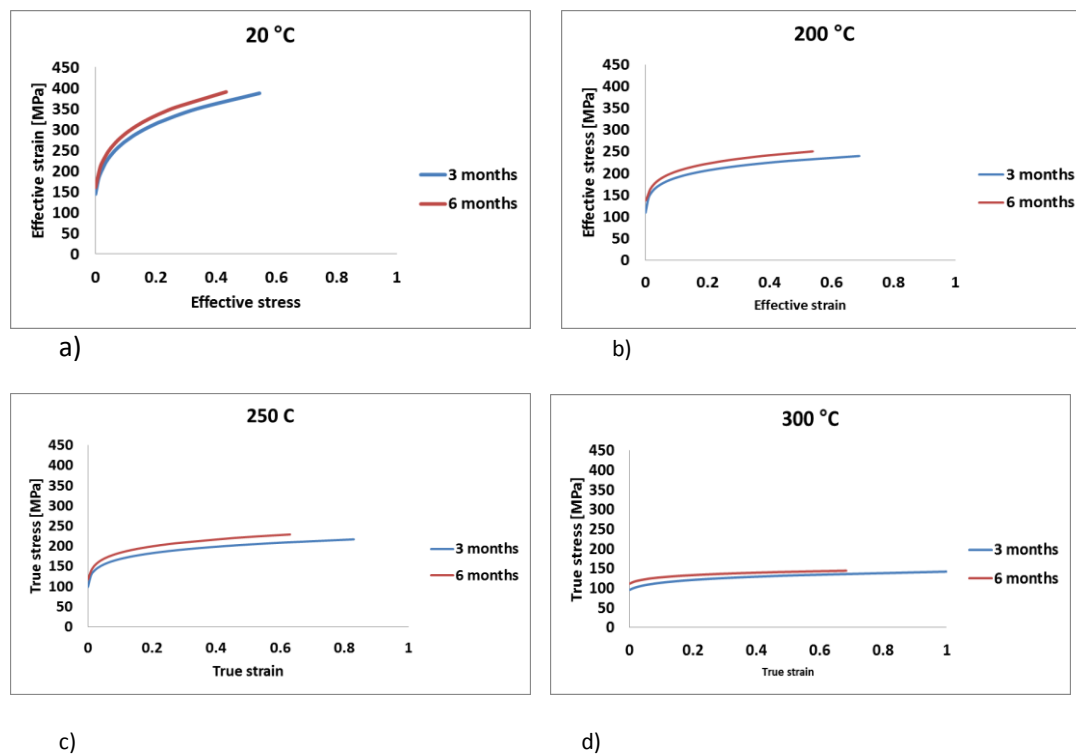 20 °C
Effective strain [MPa]
450
400
350
300
250
200
150
100
50
0
0 0.2 0.4 0.6 0.8 1
Effective stress
3 months
6 months
a)
200 °C
Effective stress [MPa]
450
400
350
300
250
200
150
100
50
0
0 0.2 0.4 0.6 0.8 1
Effective strain
3 months
6 months
b)
250 C
True stress [MPa]
450
400
350
300
250
200
150
100
50
0
0 0.2 0.4 0.6 0.8 1
True strain
3 months
6 months
c)
300 °C
True stress [MPa]
450
400
350
300
250
200
150
100
50
0
0 0.2 0.4 0.6 0.8 1
True strain
3 months
6 months
d)